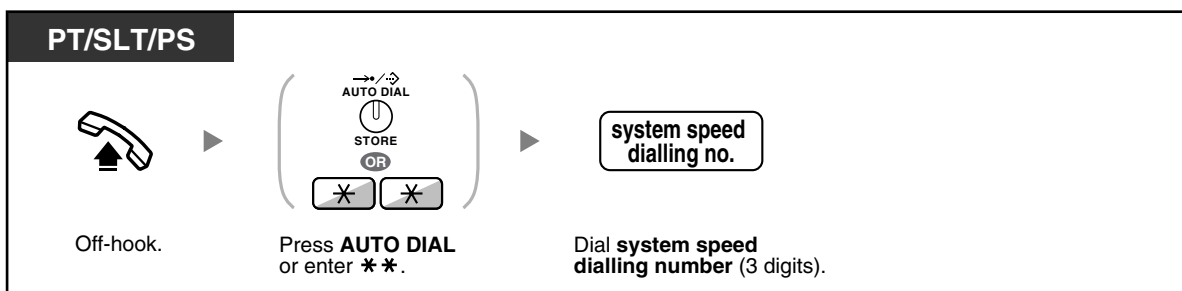 PT/SLT/PS
AUTO DIAL
STORE
OR
system speed
dialling no.
Off-hook.
Press AUTO DIAL
or enter ** .
Dial system speed
dialling number (3 digits).